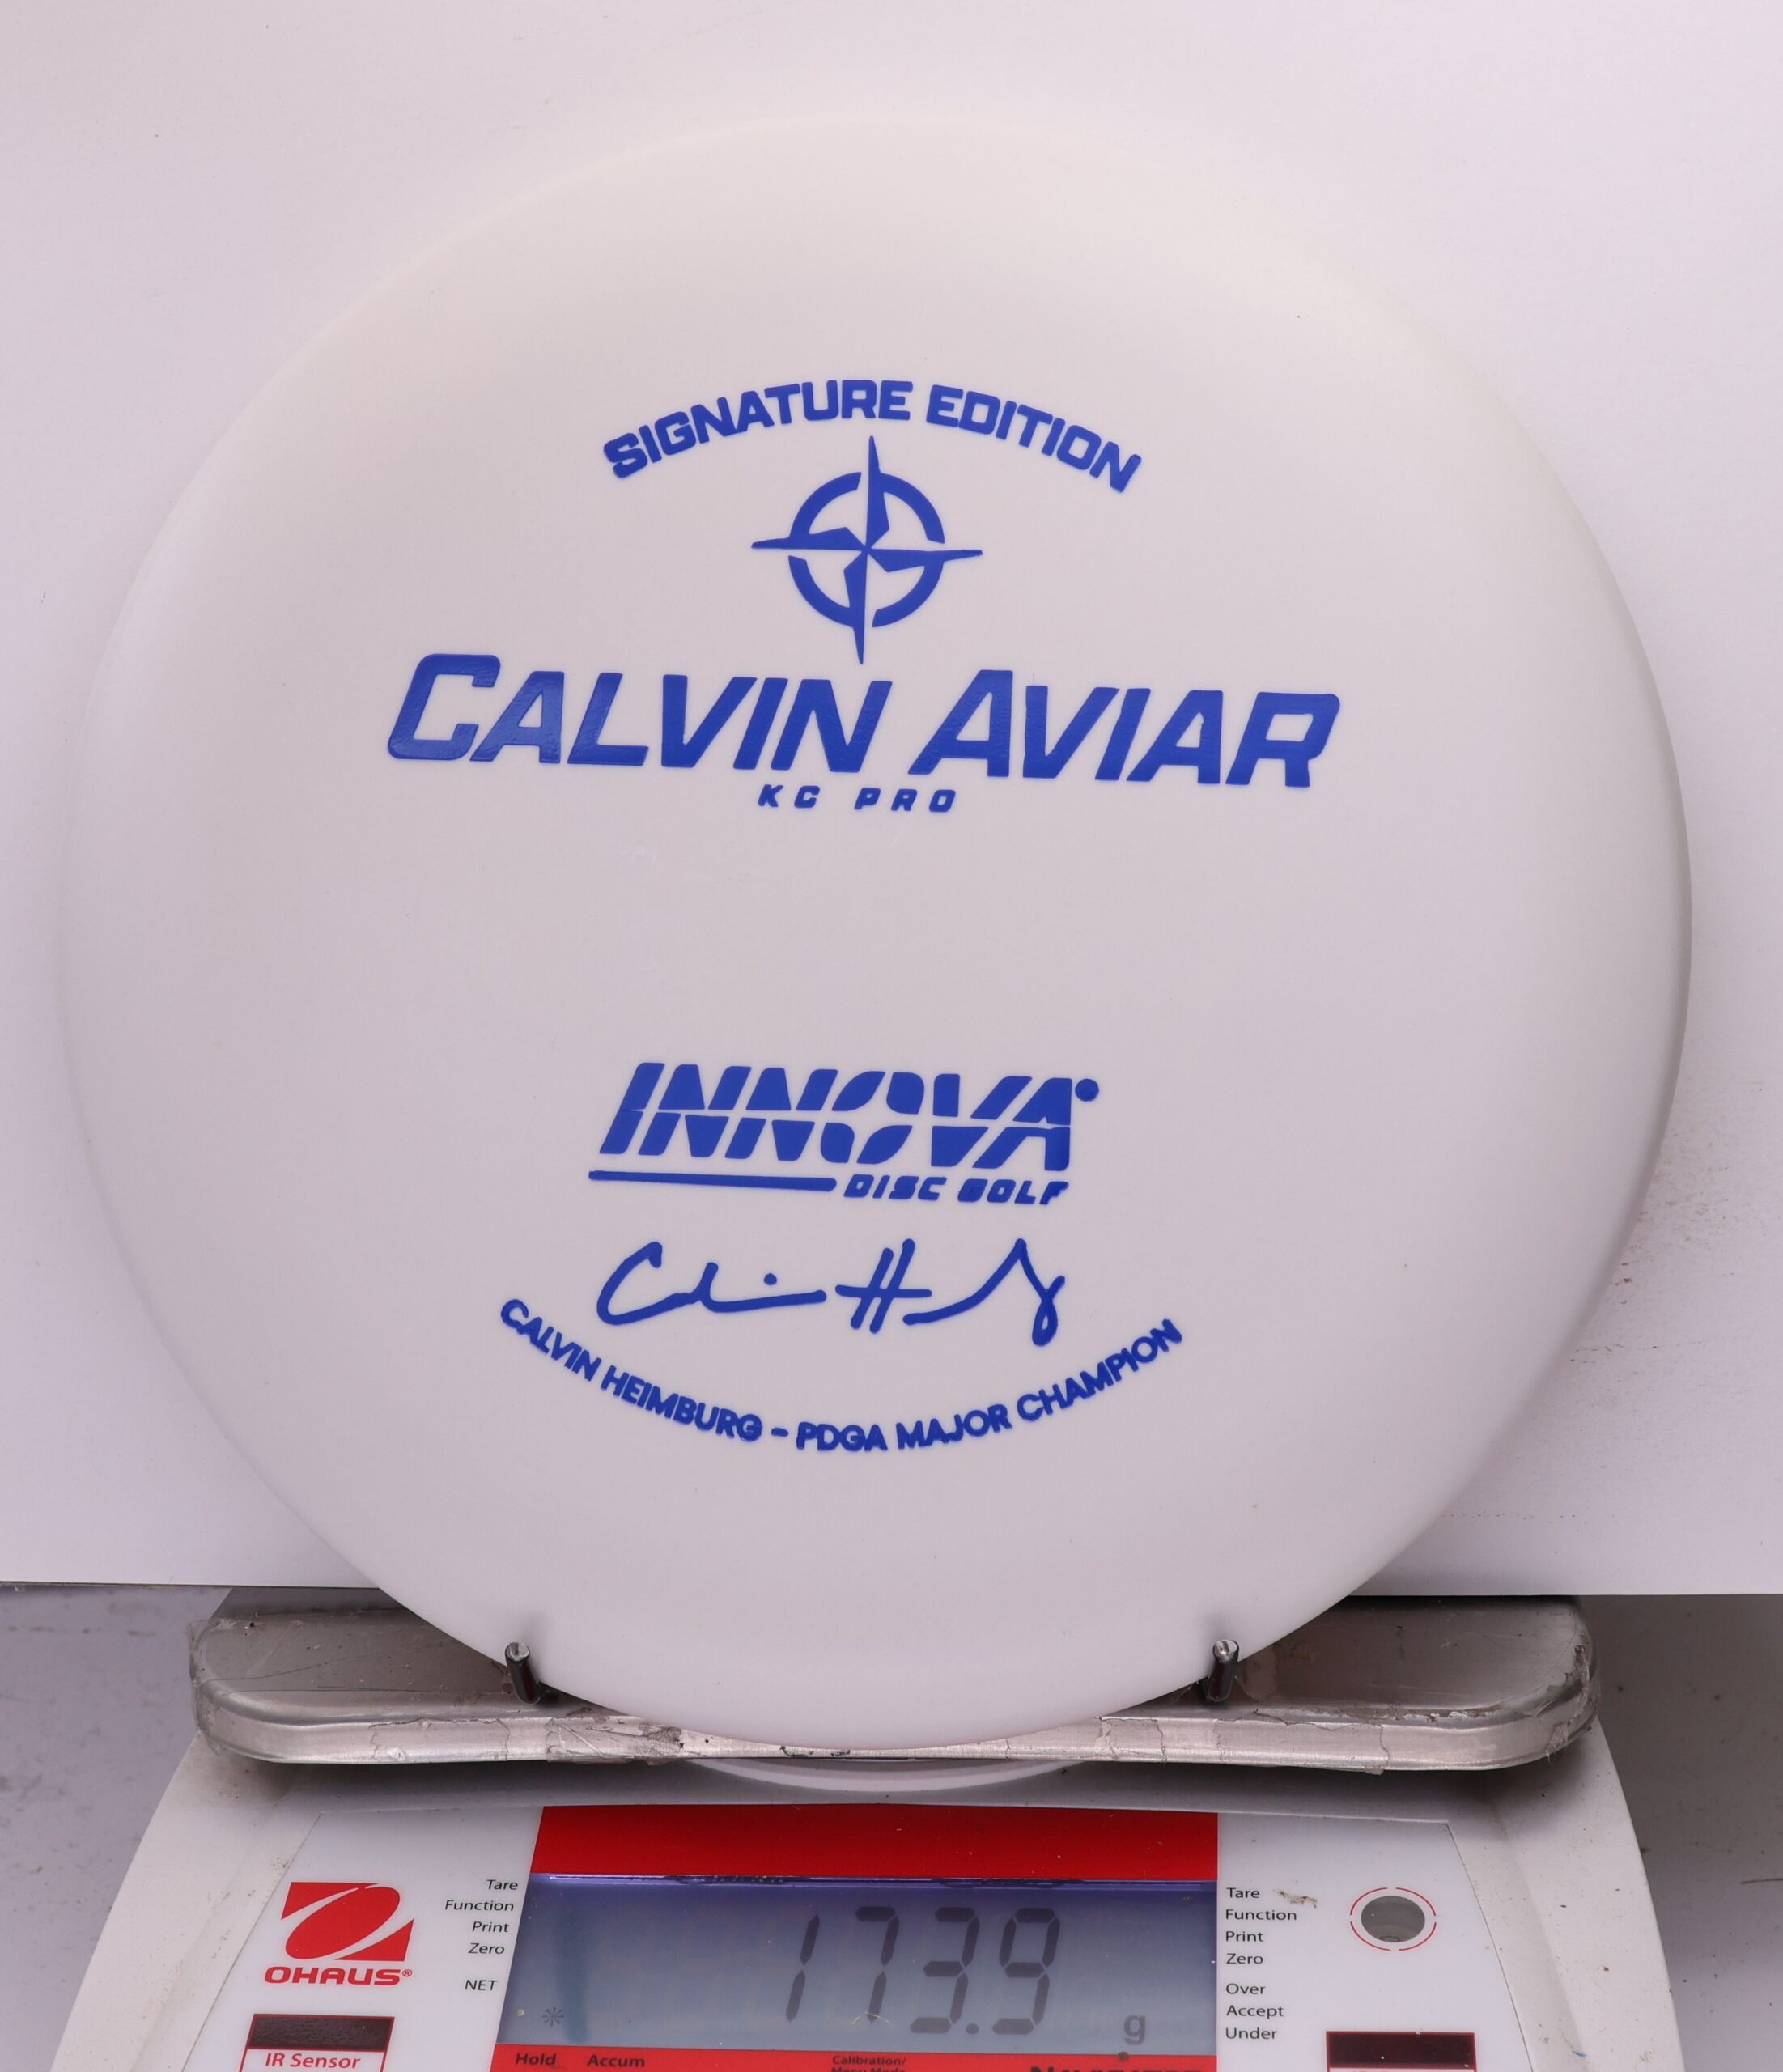 SIGNATURE EDITION
CALVIN AVIAR
KC PRO
INNOVA
DISC GOLF
CALVIN HEIMBURG - PDGA MAJOR CHAMPION
Tare
Function
Print
Zero
NET
OHAUS®
IR Sensor
173.9
g
Tare
Function
Print
Zero
Over
Accept
Under
Hold Accum
Calibration/